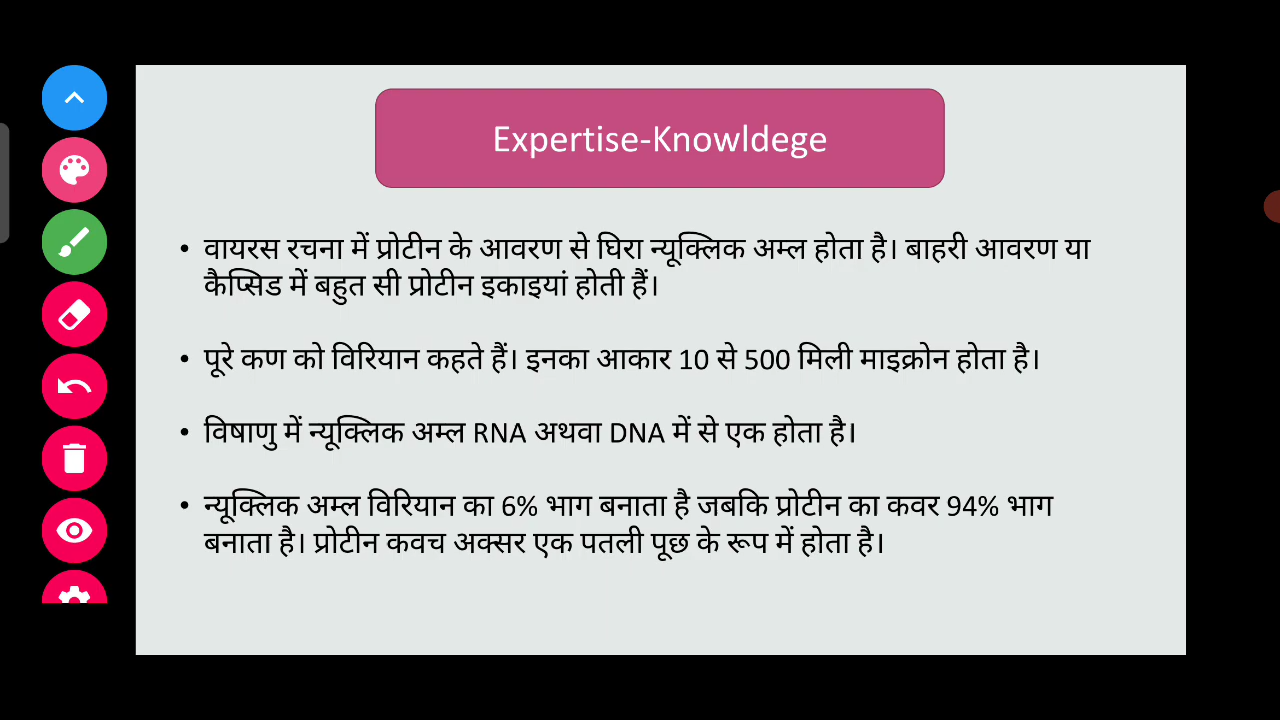 Expertise-Knowldege
• वायरस रचना में प्रोटीन के आवरण से घिरा न्यूक्लिक अम्ल होता है। बाहरी आवरण या
कैप्सिड में बहुत सी प्रोटीन इकाइयां होती हैं।
• पूरे कण को विरियान कहते हैं। इनका आकार 10 से 500 मिली माइक्रोन होता है।
• विषाणु में न्यूक्लिक अम्ल RNA अथवा DNA में से एक होता है।
• न्यूक्लिक अम्ल विरियान का 6% भाग बनाता है जबकि प्रोटीन का कवर 94% भाग
बनाता है। प्रोटीन कवच अक्सर एक पतली पूछ के रूप में होता है।